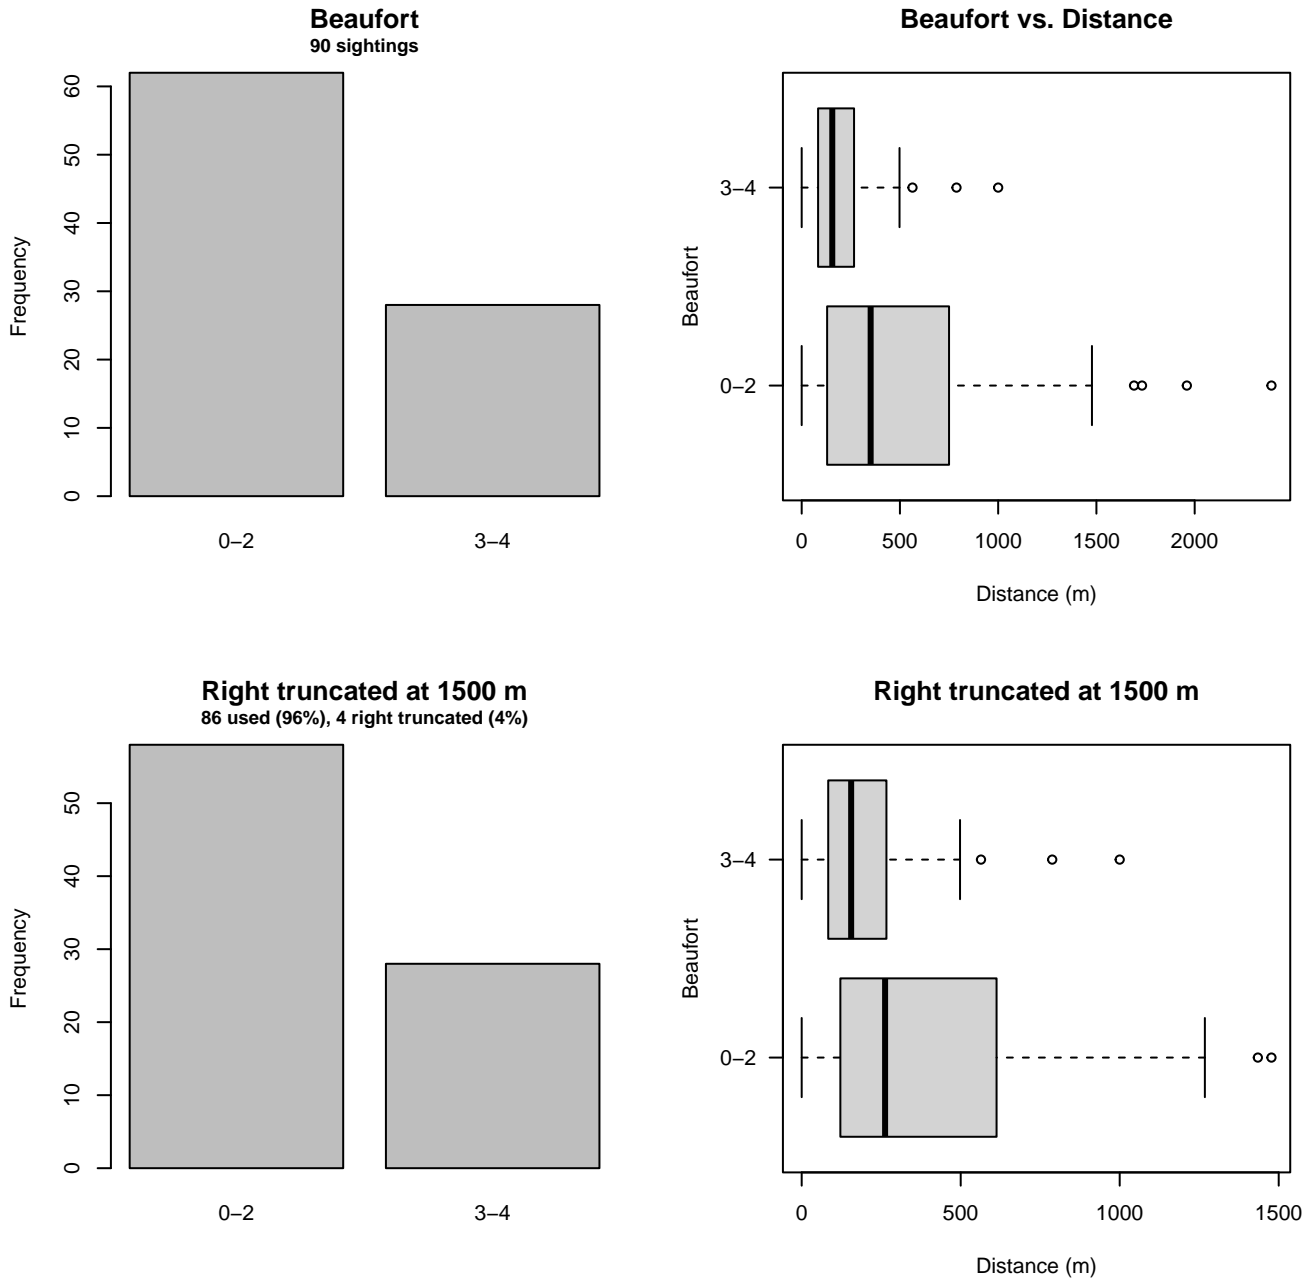 Beaufort
90 sightings
Frequency
60
50
40
30
20
10
0
0–2
3–4
Beaufort vs. Distance
Beaufort
3–4
0–2
0
500
1000
1500
2000
Distance (m)
Right truncated at 1500 m
86 used (96%), 4 right truncated (4%)
Frequency
50
40
30
20
10
0
0–2
3–4
Right truncated at 1500 m
Beaufort
3–4
0–2
0
500
1000
1500
Distance (m)